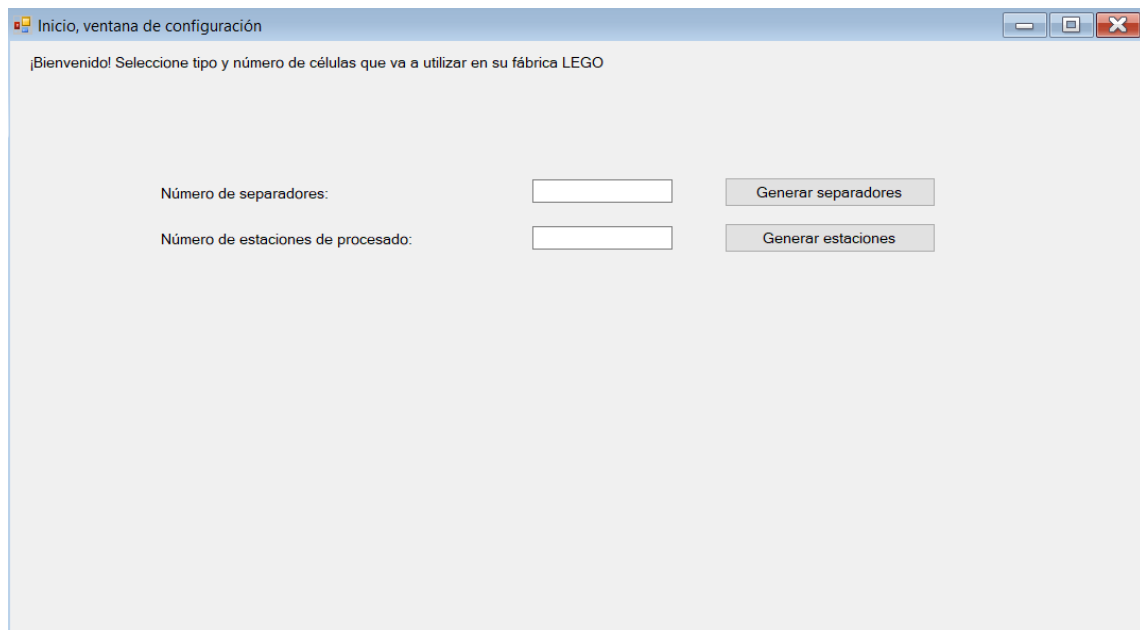 Inicio, ventana de configuración
¡Bienvenido! Seleccione tipo y número de células que va a utilizar en su fábrica LEGO
Número de separadores: Generar separadores
Número de estaciones de procesado: Generar estaciones